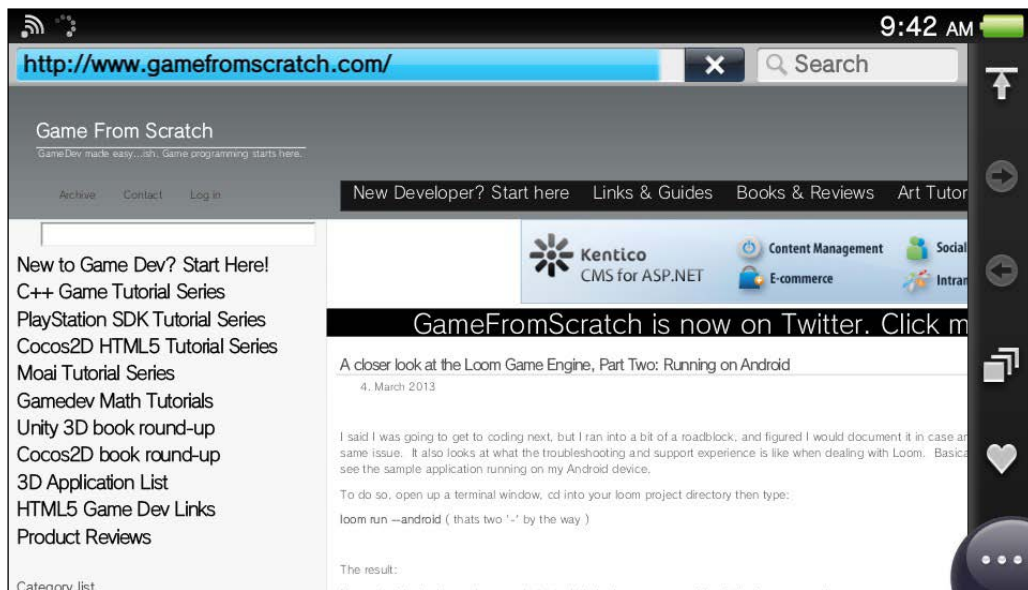 9:42 AM
http://www.gamefromscratch.com/
Search
Game From Scratch
GameDev made easy...ish. Game programming starts here.
Archive Contact Log in
New Developer? Start here Links & Guides Books & Reviews Art Tutor
Kentico
CMS for ASP.NET
Content Management
E-commerce
Social
Intran
GameFromScratch is now on Twitter. Click m
New to Game Dev? Start Here!
C++ Game Tutorial Series
PlayStation SDK Tutorial Series
Cocos2D HTML5 Tutorial Series
Moai Tutorial Series
Gamedev Math Tutorials
Unity 3D book round-up
Cocos2D book round-up
3D Application List
HTML5 Game Dev Links
Product Reviews
Category list
A closer look at the Loom Game Engine, Part Two: Running on Android
4. March 2013
I said I was going to get to coding next, but I ran into a bit of a roadblock, and figured I would document it in case an
same issue. It also looks at what the troubleshooting and support experience is like when dealing with Loom. Basica
see the sample application running on my Android device.
To do so, open up a terminal window, cd into your loom project directory then type:
loom run —android ( thats two '-' by the way )
The result: